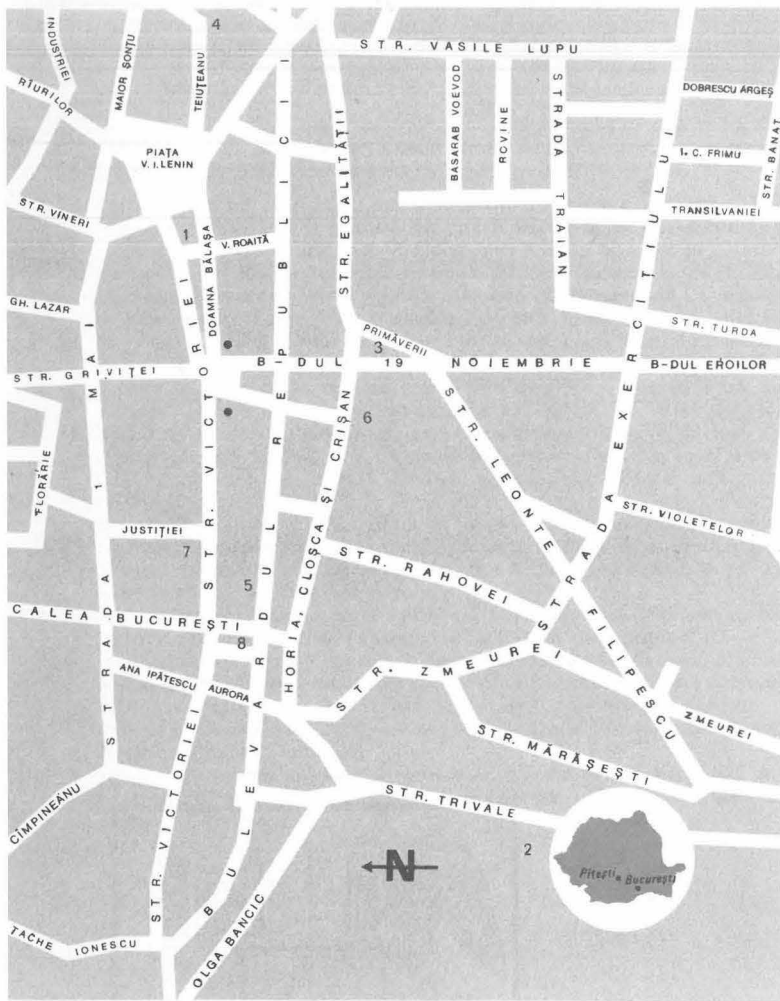 4
INDUSTRIEI
MAIOR ŞONŢU
TEIUŢEANU
RÎURILOR
PIAŢA
V. I. LENIN
STR. VASILE LUPU
BASARAB VOEVOD
ROVINE
STRADA TRAIAN
DOBRESCU ARGEŞ
I. C. FRIMU
STR. BANAT
TRANSILVANIEI
STR. VINERI
1
V. ROAITĂ
DOAMNA BĂLAŞA
STR. EGALITĂŢII
GH. LAZAR
PRIMĂVERII
3
STR. TURDA
STR. GRIVIŢEI
B-DUL 19 NOIEMBRIE
B-DUL EROILOR
6
FLORĂRIE
STRADA 1 MAI
STR. VICTORIEI
BULEVARDUL REPUBLICII
HORIA, CLOŞCA ŞI CRIŞAN
STR. LEONTE FILIPESCU
STRADA EXERCIŢIULUI
STR. VIOLETELOR
JUSTIŢIEI
7
STR. RAHOVEI
5
CALEA BUCUREŞTI
8
ANA IPĂTESCU
AURORA
STR. ZMEUREI
ZMEUREI
STR. MĂRĂŞEŞTI
STR. VICTORIEI
CÎMPINEANU
STR. TRIVALE
2
N
Piteşti
Bucureşti
OLGA BANCIC
TACHE IONESCU